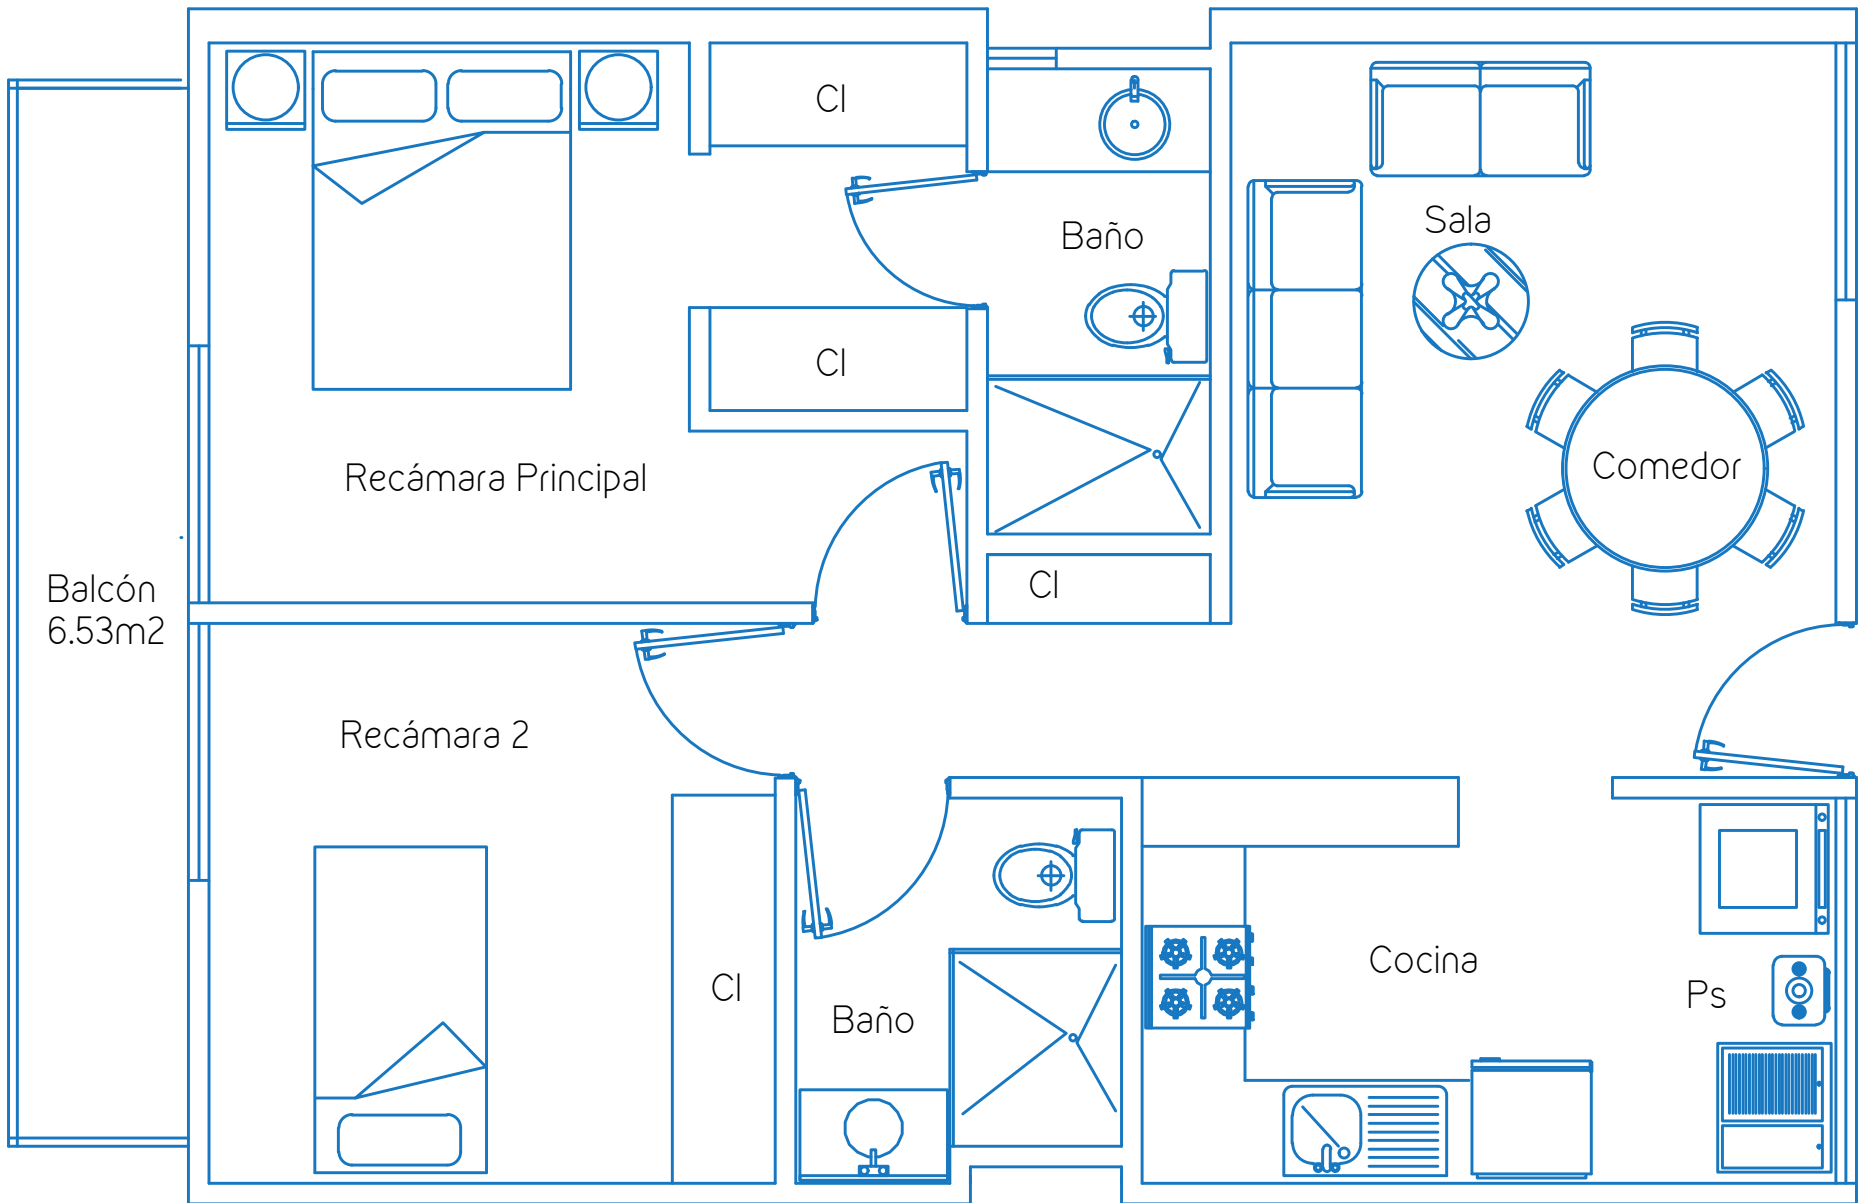 Cl
Baño
Sala
Cl
Comedor
Recámara Principal
Cl
Balcón
6.53m2
Recámara 2
Cocina
Cl
Ps
Baño